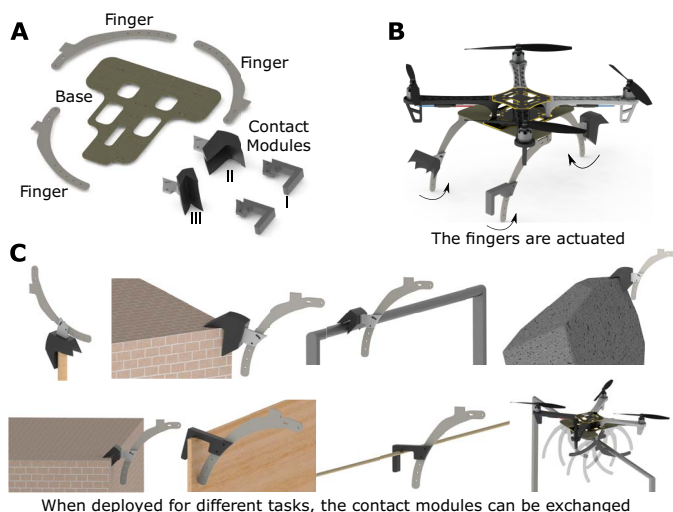 A
Finger
Finger
Base
Contact
Modules
Finger
I
II
III
B
The fingers are actuated
C
When deployed for different tasks, the contact modules can be exchanged